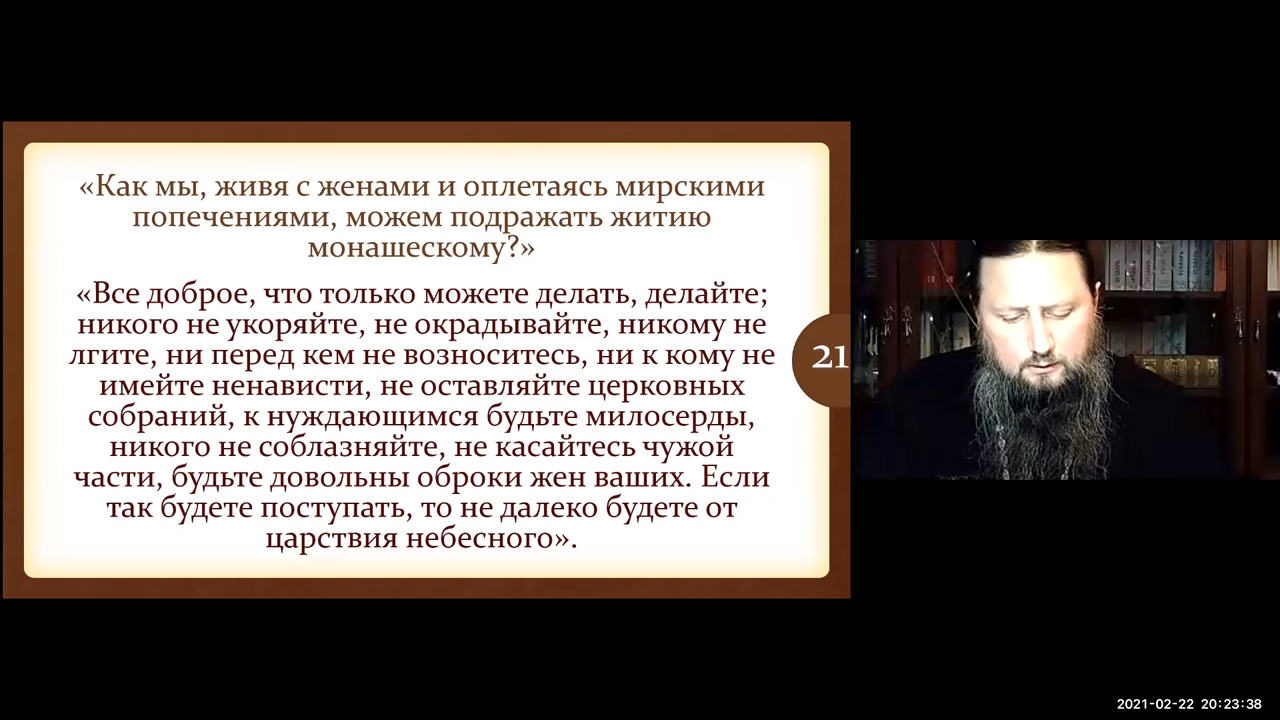 «Как мы, живя с женами и оплетаясь мирскими
попечениями, можем подражать житию
монашескому?»
«Все доброе, что только можете делать, делайте;
никого не укоряйте, не окрадывайте, никому не
лгите, ни перед кем не возноситесь, ни к кому не
имейте ненависти, не оставляйте церковных
собраний, к нуждающимся будьте милосерды,
никого не соблазняйте, не касайтесь чужой
части, будьте довольны оброки жен ваших. Если
так будете поступать, то не далеко будете от
царствия небесного».
21
2021-02-22 20:23:38